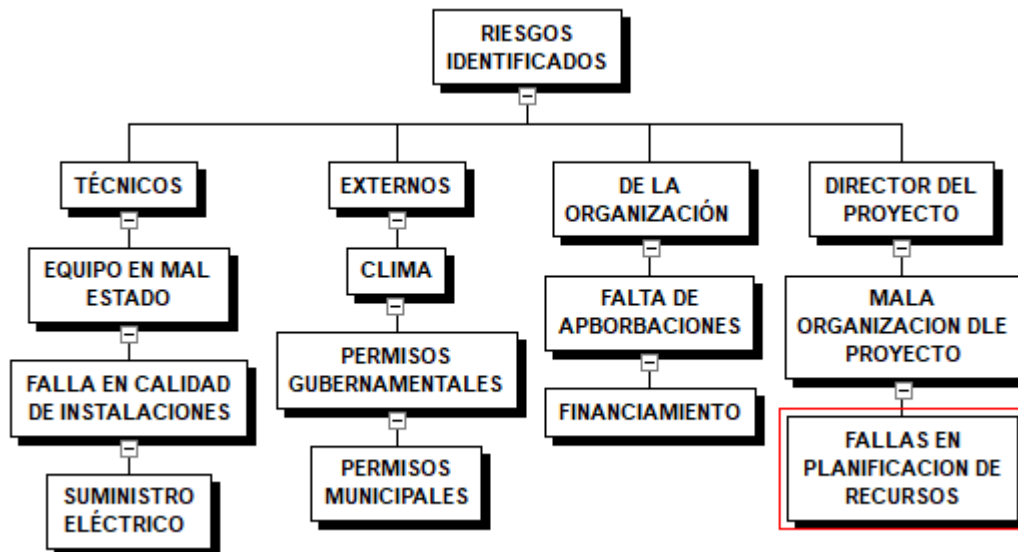 RIESGOS
IDENTIFICADOS
TÉCNICOS
EQUIPO EN MAL
ESTADO
FALLA EN CALIDAD
DE INSTALACIONES
SUMINISTRO
ELÉCTRICO
EXTERNOS
CLIMA
PERMISOS
GUBERNAMENTALES
PERMISOS
MUNICIPALES
DE LA
ORGANIZACIÓN
FALTA DE
APBORBACIONES
FINANCIAMIENTO
DIRECTOR DEL
PROYECTO
MALA
ORGANIZACION DLE
PROYECTO
FALLAS EN
PLANIFICACION DE
RECURSOS